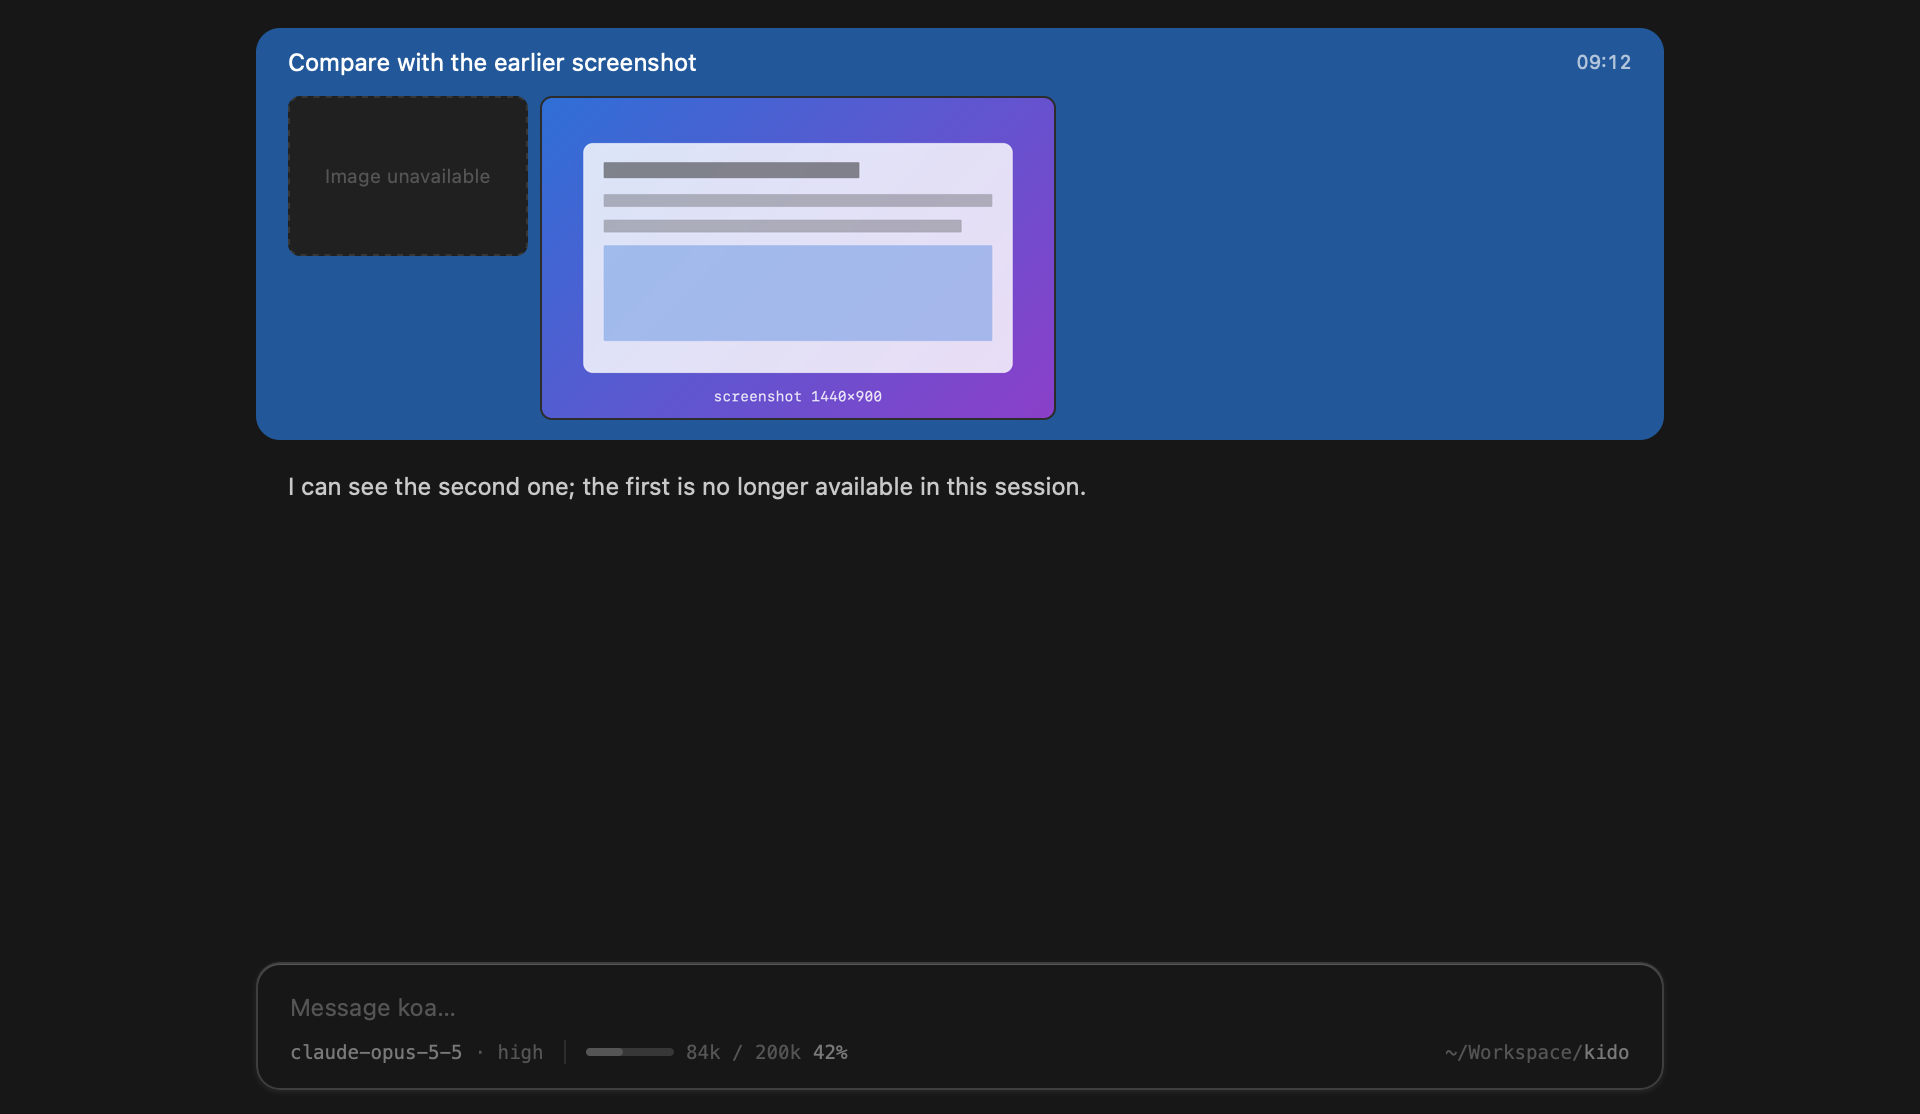 Compare with the earlier screenshot 09:12
Image unavailable
screenshot 1440×900
I can see the second one; the first is no longer available in this session.
Message koa...
claude-opus-5-5 · high 84k / 200k 42% ~/Workspace/kido